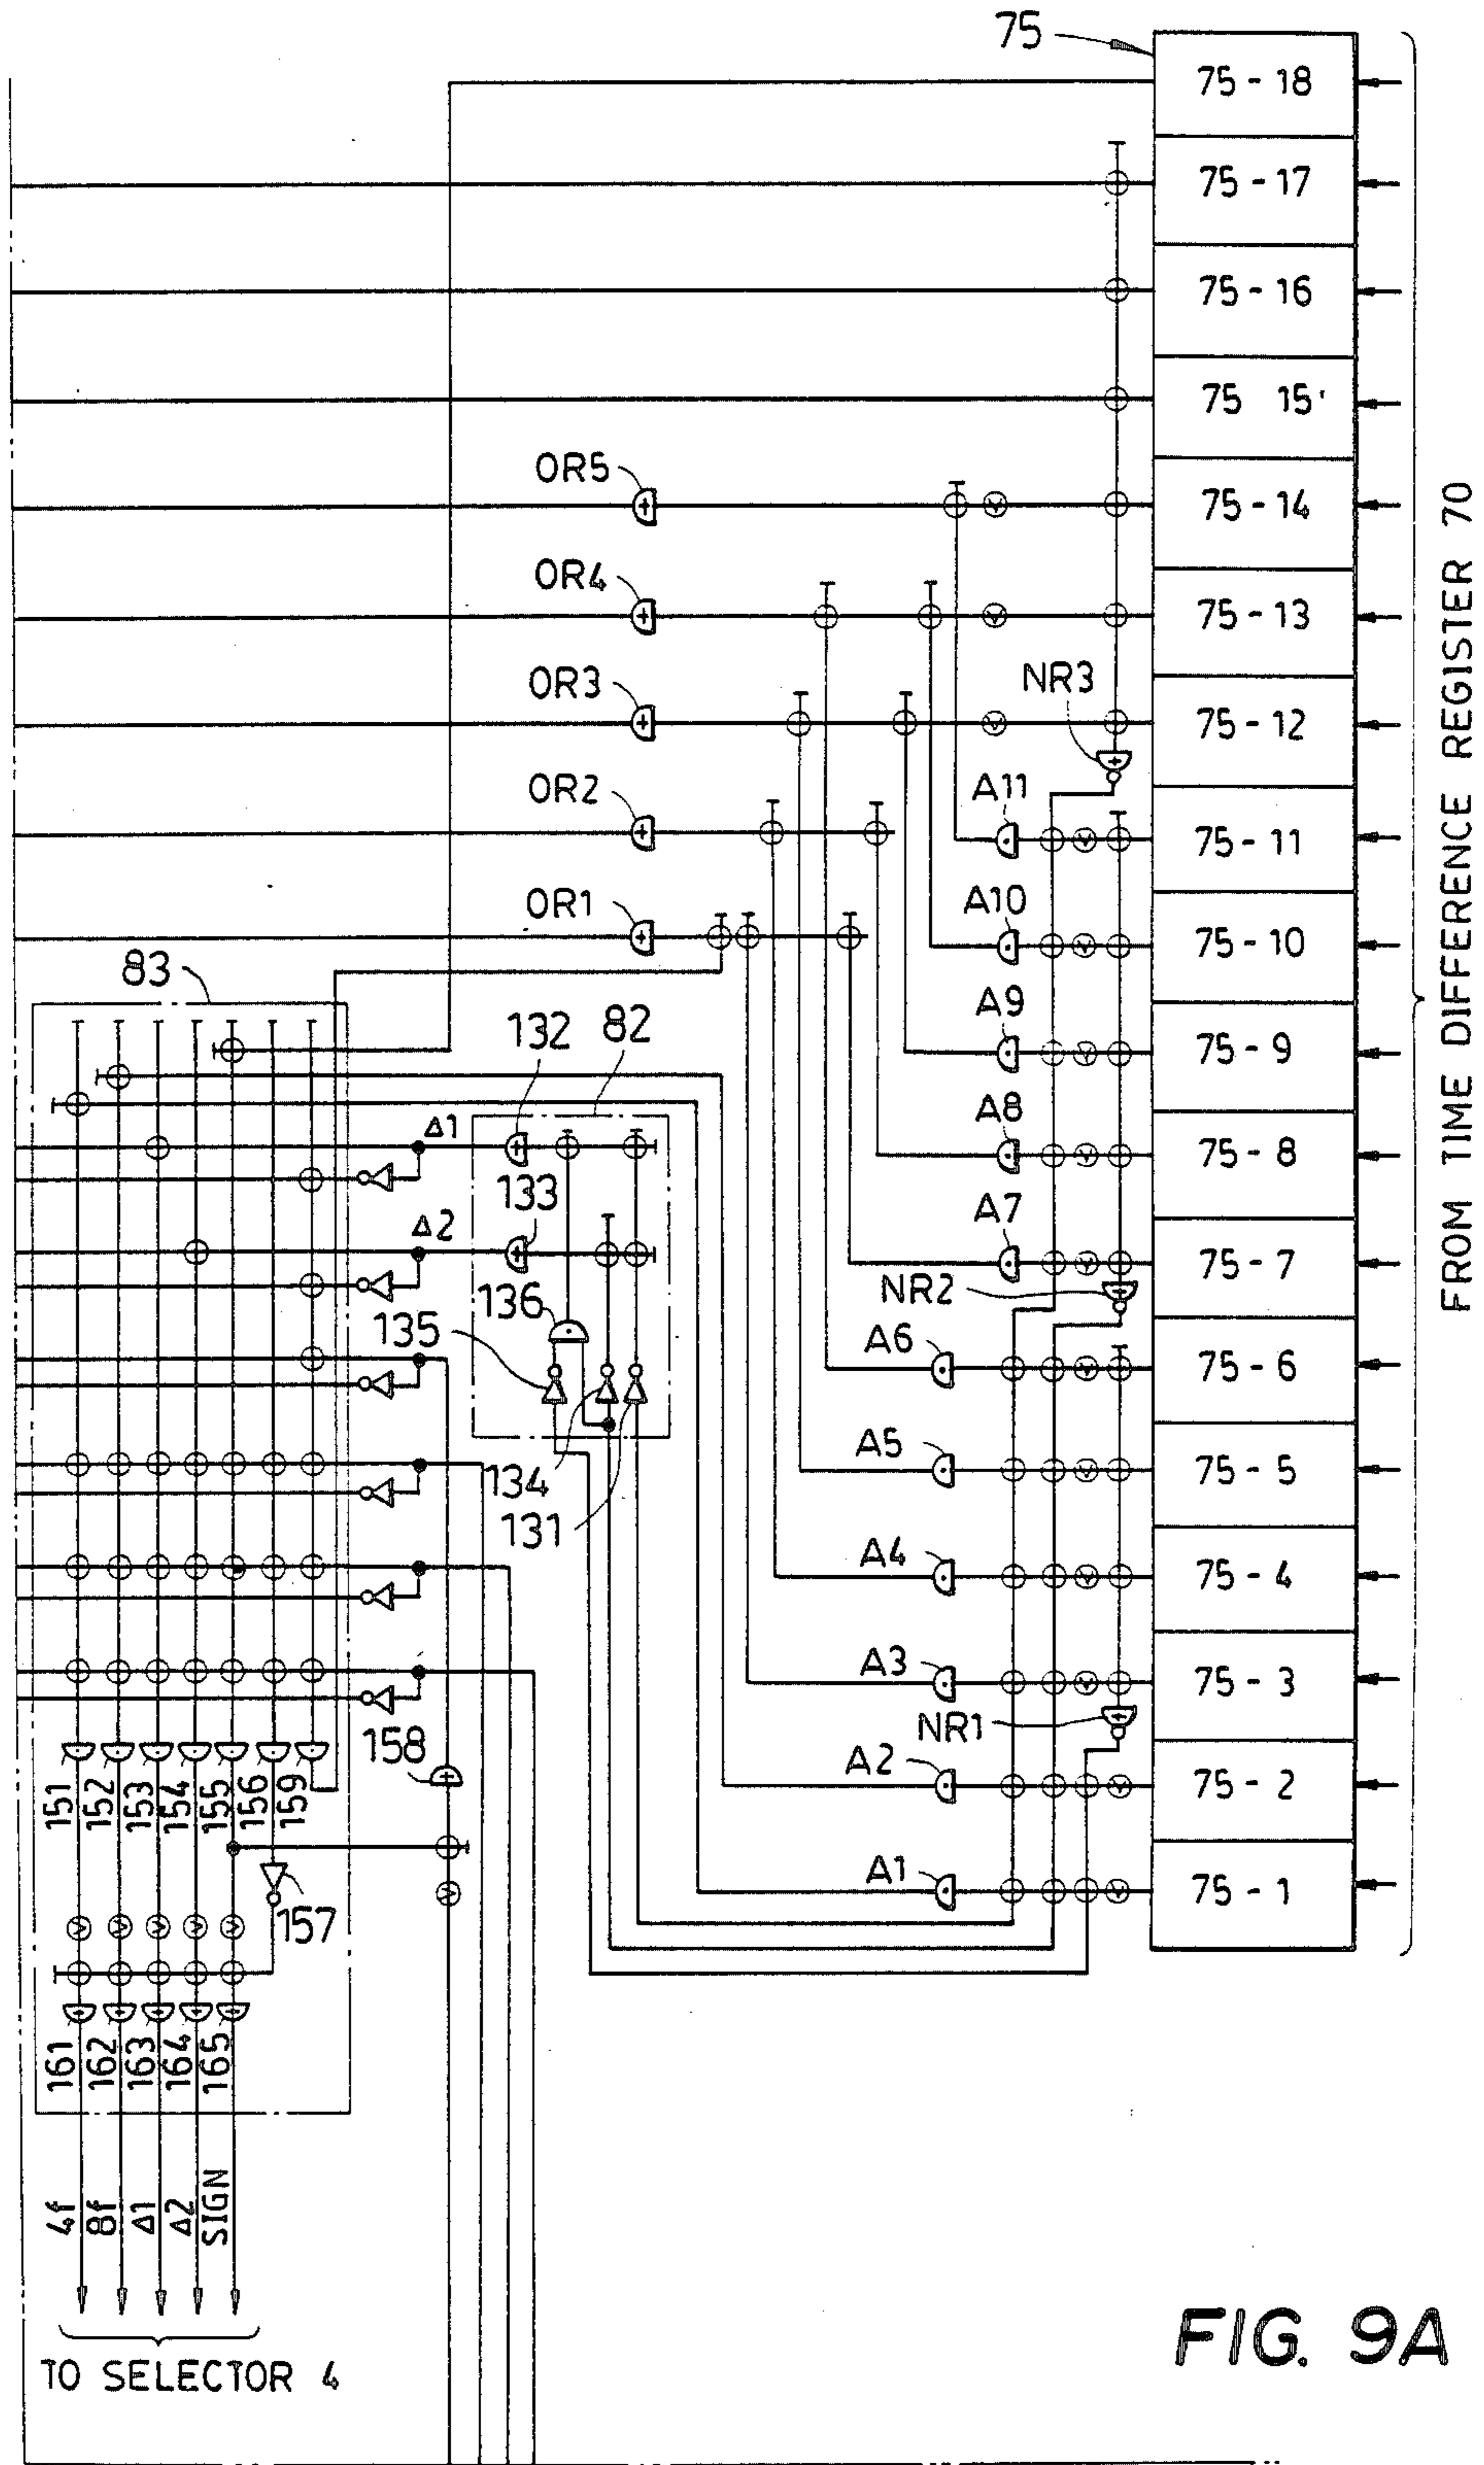 75
75-18
75-17
75-16
75 15
75-14
75-13
75-12
75-11
75-10
75-9
75-8
75-7
75-6
75-5
75-4
75-3
75-2
75-1
FROM TIME DIFFERENCE REGISTER 70
OR5
OR4
OR3
OR2
OR1
NR3
A11
A10
A9
A8
A7
NR2
A6
A5
A4
A3
NR1
A2
A1
83
132
82
Δ1
133
Δ2
136
135
134
131
158
151
152
153
154
155
156
159
157
161
162
163
164
165
4f
8f
Δ1
Δ2
SIGN
TO SELECTOR 4
FIG. 9A